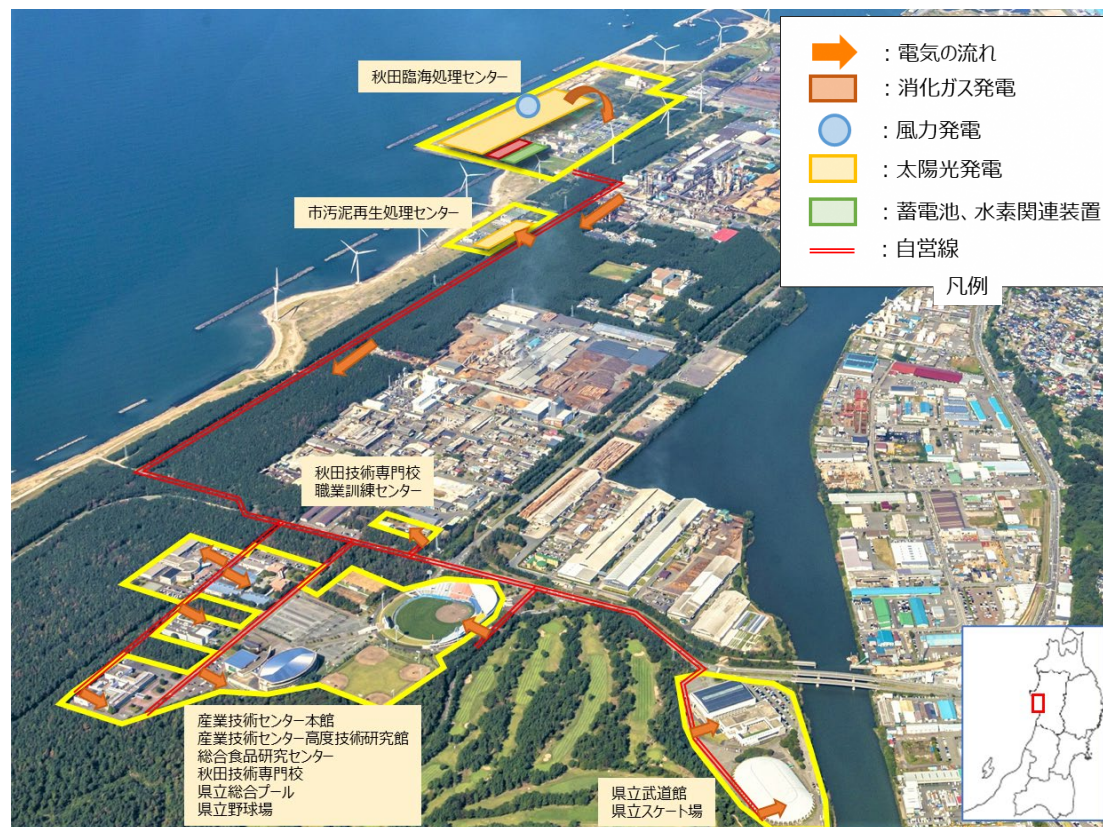 秋田臨海処理センター
：電気の流れ
：消化ガス発電
：風力発電
：太陽光発電
：蓄電池、水素関連装置
：自営線
凡例
市汚泥再生処理センター
秋田技術専門校
職業訓練センター
産業技術センター本館
産業技術センター高度技術研究館
総合食品研究センター
秋田技術専門校
県立総合プール
県立野球場
県立武道館
県立スケート場